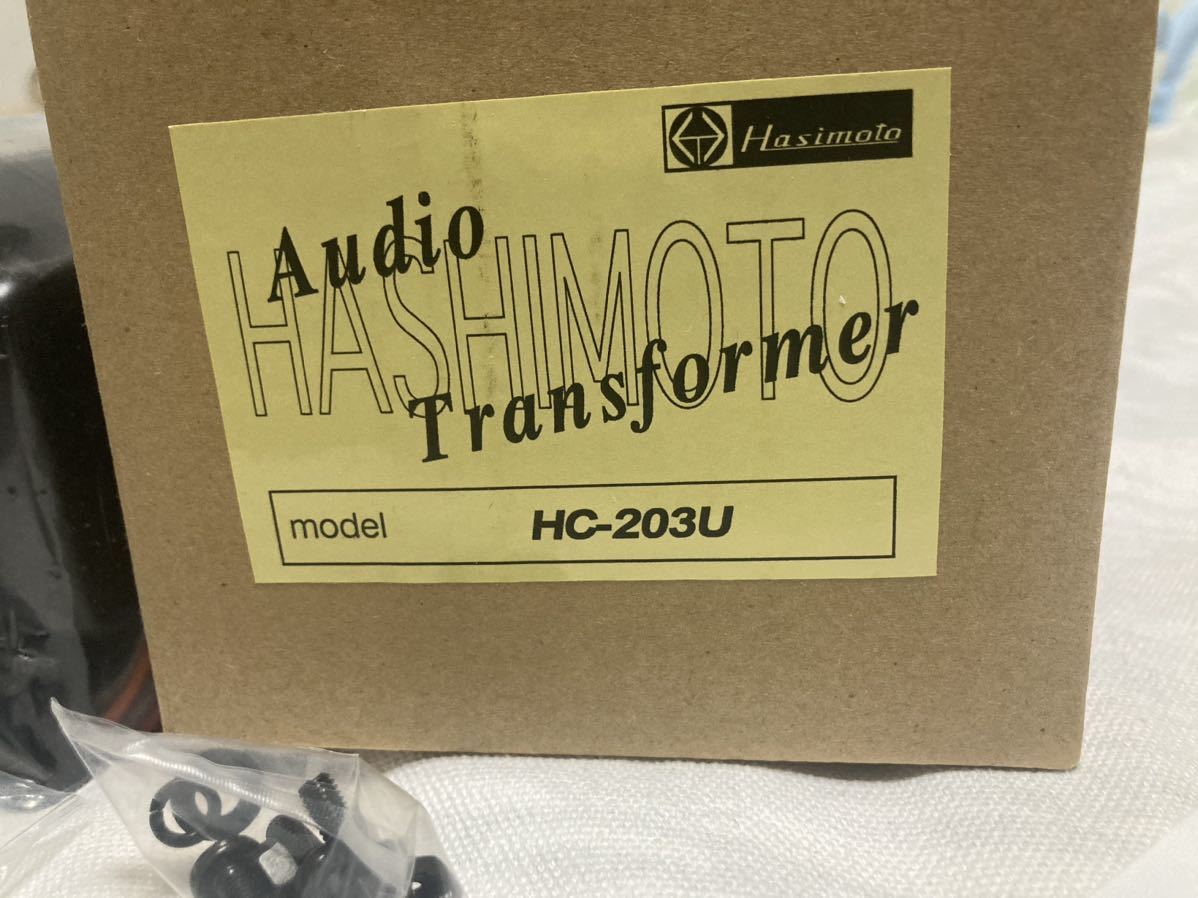 Hasimoto
Audio
HASHIMOTO
Transformer
model HC-203U